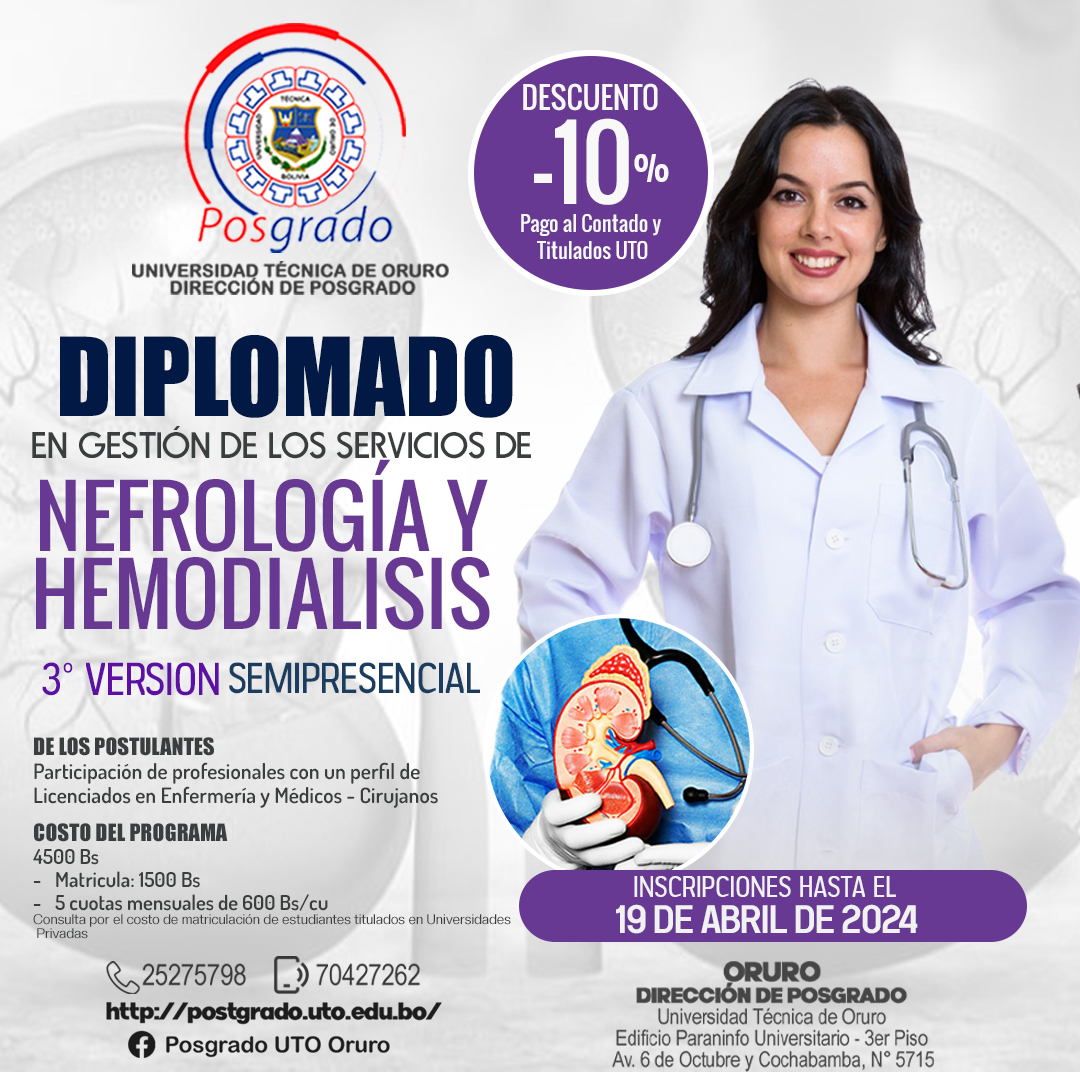 UNIVERSIDAD TÉCNICA DE ORURO
BOLIVIA
Posgrado
UNIVERSIDAD TÉCNICA DE ORURO
DIRECCIÓN DE POSGRADO
DESCUENTO
-10%
Pago al Contado y
Titulados UTO
DIPLOMADO
EN GESTIÓN DE LOS SERVICIOS DE
NEFROLOGÍA Y
HEMODIALISIS
3° VERSION SEMIPRESENCIAL
DE LOS POSTULANTES
Participación de profesionales con un perfil de
Licenciados en Enfermería y Médicos - Cirujanos
COSTO DEL PROGRAMA
4500 Bs
- Matricula: 1500 Bs
- 5 cuotas mensuales de 600 Bs/cu
Consulta por el costo de matriculación de estudiantes titulados en Universidades
Privadas
25275798 70427262
http://postgrado.uto.edu.bo/
Posgrado UTO Oruro
INSCRIPCIONES HASTA EL
19 DE ABRIL DE 2024
ORURO
DIRECCIÓN DE POSGRADO
Universidad Técnica de Oruro
Edificio Paraninfo Universitario - 3er Piso
Av. 6 de Octubre y Cochabamba, N° 5715